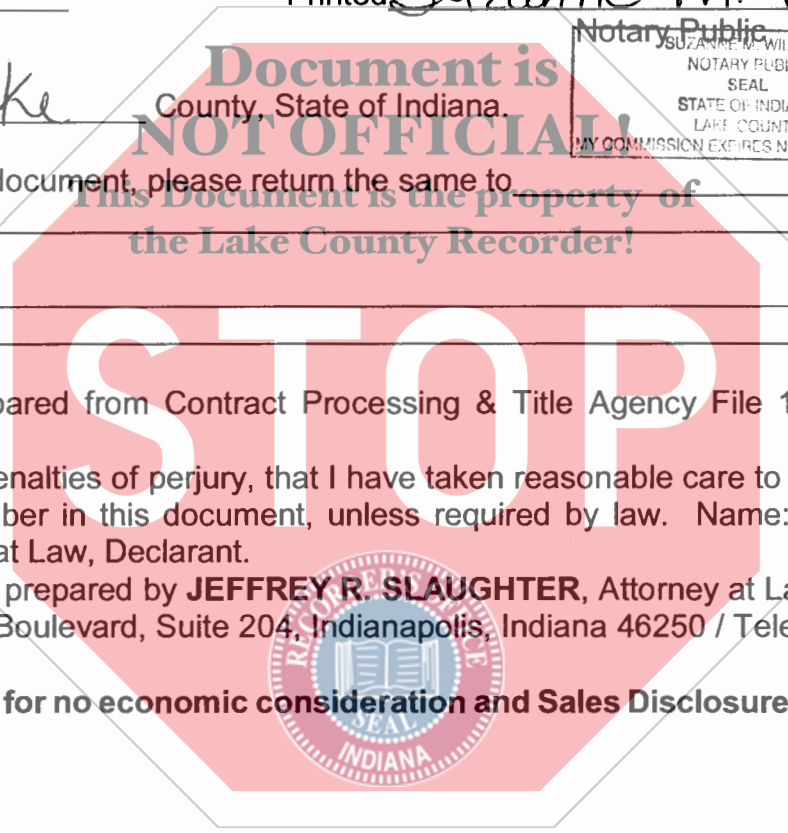 Printed
Notary Public
SUZANNE M. WIL
NOTARY PUBL
SEAL
STATE OF INDIA
LAKE COUNT
MY COMMISSION EXPIRES N
Document is
ke County, State of Indiana.
NOT OFFICIAL!
document, please return the same to
This Document is the property of
the Lake County Recorder!
STOP
pared from Contract Processing & Title Agency File 1
enalties of perjury, that I have taken reasonable care to
ber in this document, unless required by law. Name:
at Law, Declarant.
prepared by JEFFREY R. SLAUGHTER, Attorney at La
Boulevard, Suite 204, Indianapolis, Indiana 46250 / Tele
for no economic consideration and Sales Disclosure
RECORDER'S OFFICE
SEAL
INDIANA